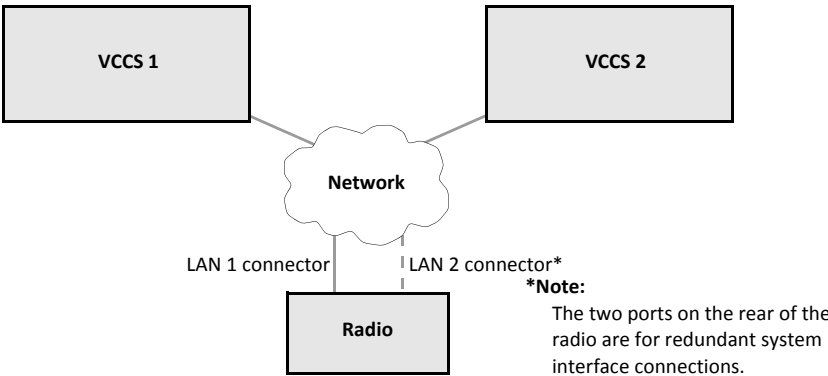 VCCS 1
VCCS 2
Network
LAN 1 connector
LAN 2 connector*
*Note:
The two ports on the rear of the
radio are for redundant system
interface connections.
Radio